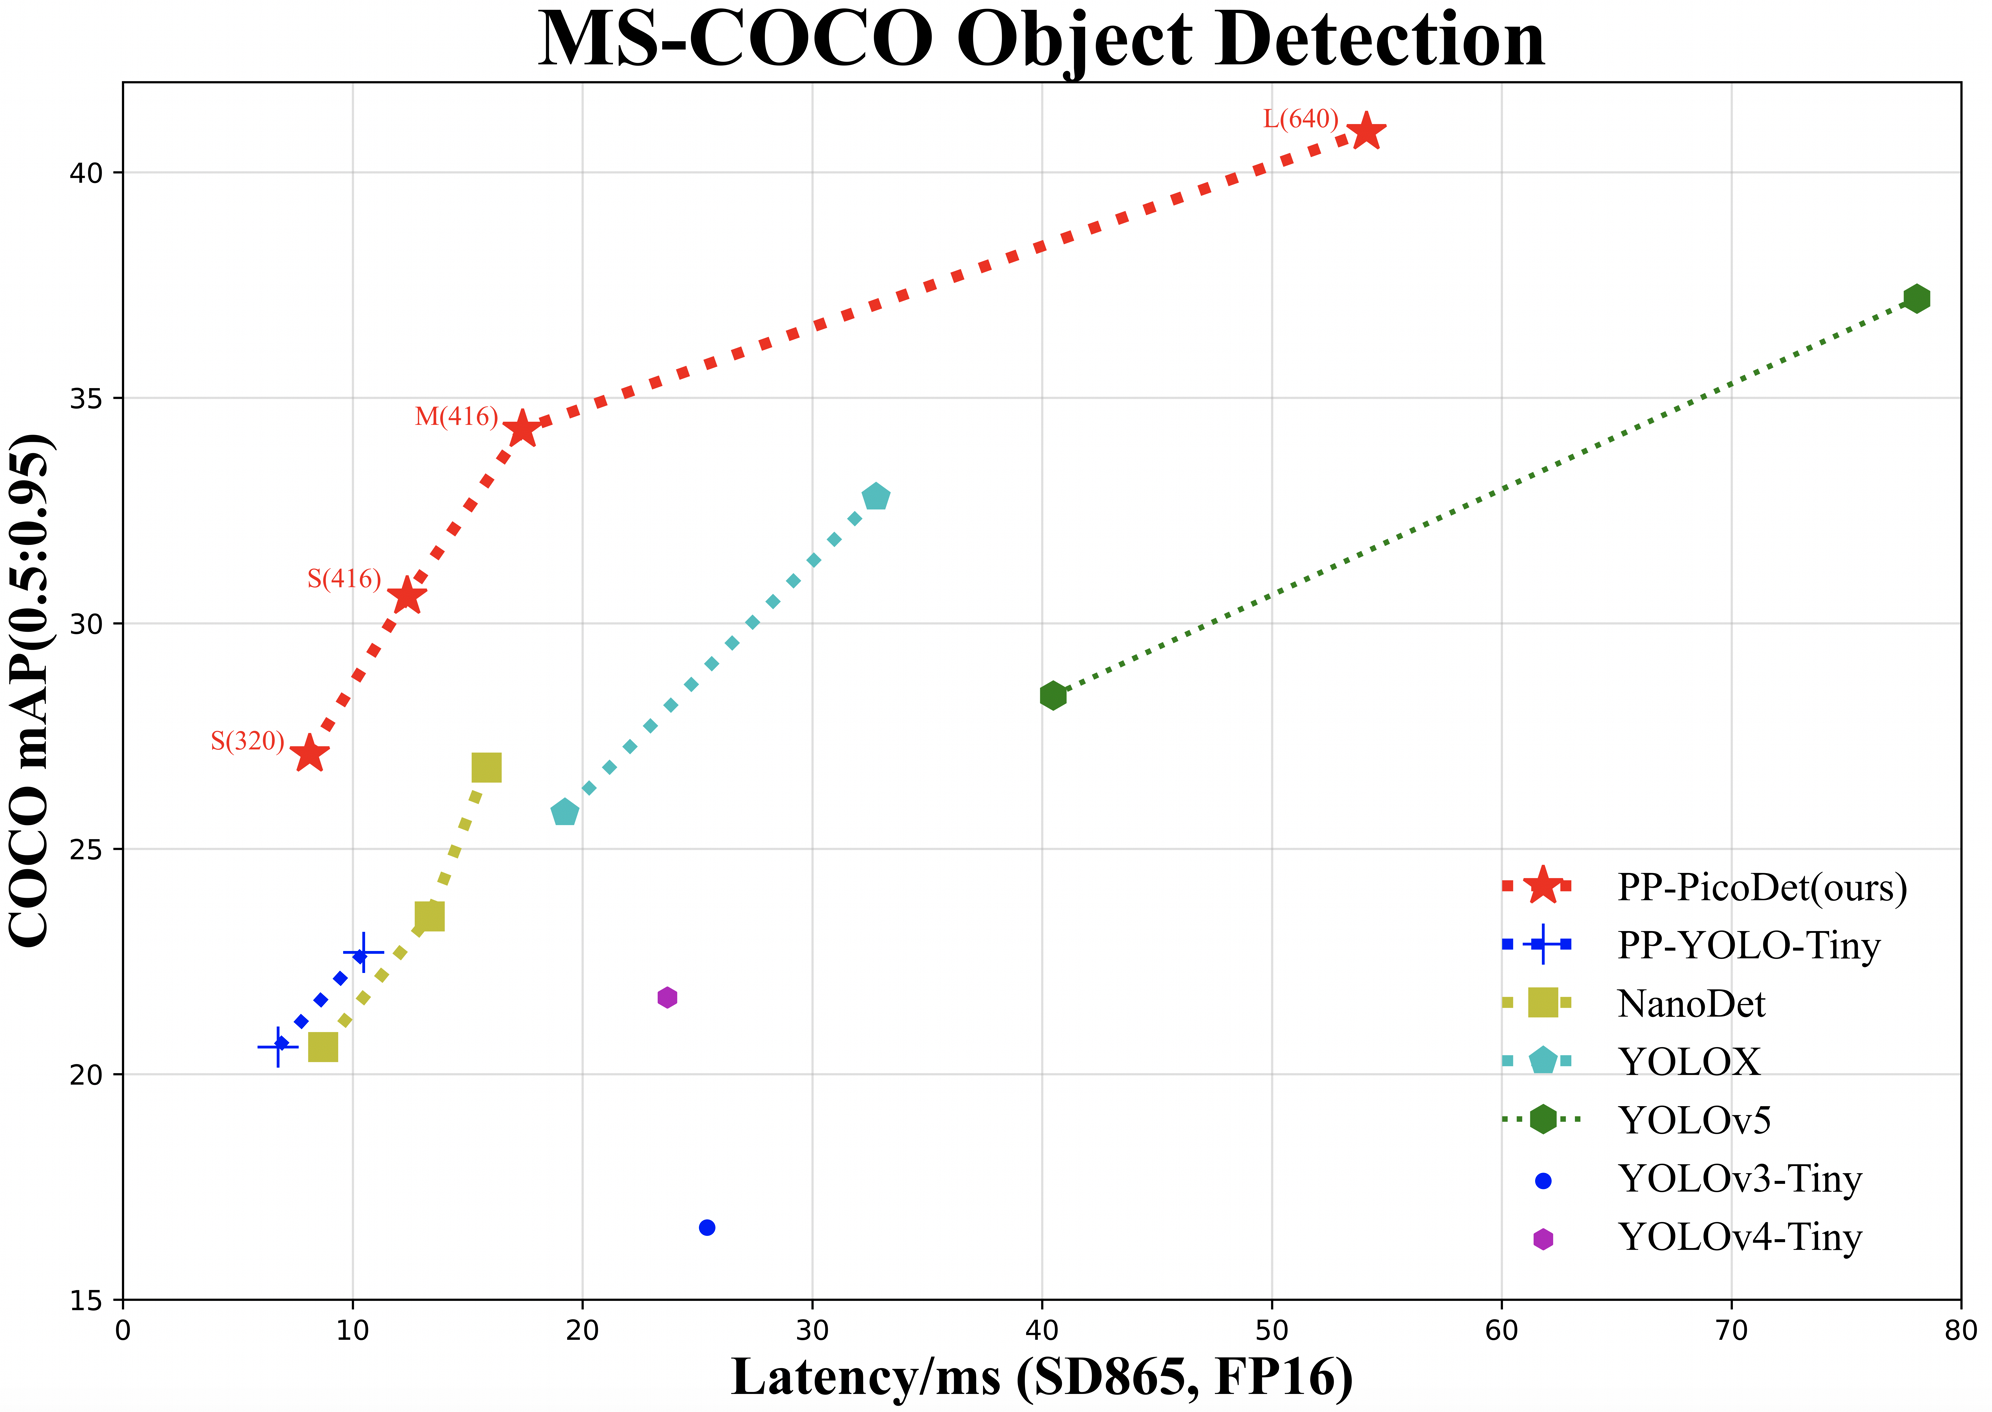 MS-COCO Object Detection
COCO mAP(0.5:0.95)
40
35
30
25
20
15
L(640)
M(416)
S(416)
S(320)
PP-PicoDet(ours)
PP-YOLO-Tiny
NanoDet
YOLOX
YOLOv5
YOLOv3-Tiny
YOLOv4-Tiny
0 10 20 30 40 50 60 70 80
Latency/ms (SD865, FP16)